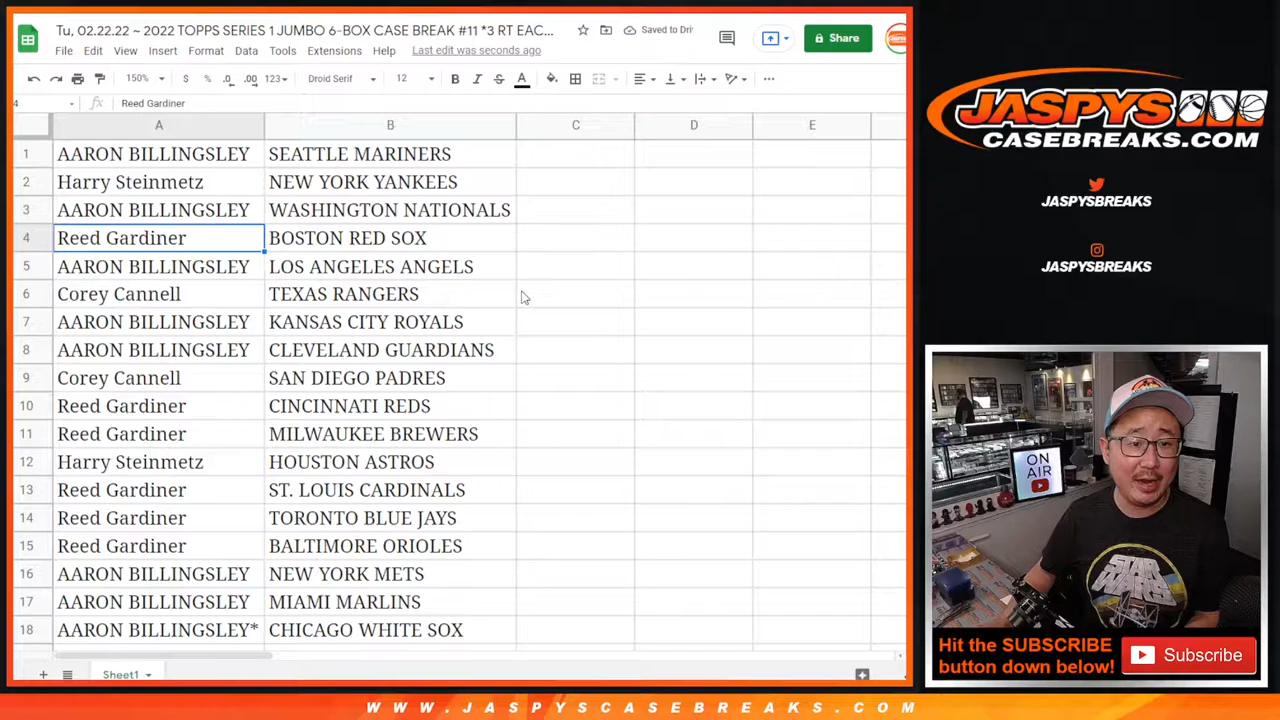 Tu, 02.22.22 ~ 2022 TOPPS SERIES 1 JUMBO 6-BOX CASE BREAK #11 *3 RT EAC...
Saved to Dri
File Edit View Insert Format Data Tools Extensions Help Last edit was seconds ago
Share
150% $ % .0 .00 123 Droid Serif 12 B I S A
4 fx Reed Gardiner
A B C D E
1 AARON BILLINGSLEY SEATTLE MARINERS
2 Harry Steinmetz NEW YORK YANKEES
3 AARON BILLINGSLEY WASHINGTON NATIONALS
4 Reed Gardiner BOSTON RED SOX
5 AARON BILLINGSLEY LOS ANGELES ANGELS
6 Corey Cannell TEXAS RANGERS
7 AARON BILLINGSLEY KANSAS CITY ROYALS
8 AARON BILLINGSLEY CLEVELAND GUARDIANS
9 Corey Cannell SAN DIEGO PADRES
10 Reed Gardiner CINCINNATI REDS
11 Reed Gardiner MILWAUKEE BREWERS
12 Harry Steinmetz HOUSTON ASTROS
13 Reed Gardiner ST. LOUIS CARDINALS
14 Reed Gardiner TORONTO BLUE JAYS
15 Reed Gardiner BALTIMORE ORIOLES
16 AARON BILLINGSLEY NEW YORK METS
17 AARON BILLINGSLEY MIAMI MARLINS
18 AARON BILLINGSLEY* CHICAGO WHITE SOX
Sheet1
JASPYS
CASEBREAKS.COM
JASPYSBREAKS
JASPYSBREAKS
ON
AIR
STAR
WARS
Hit the SUBSCRIBE
button down below!
Subscribe
WWW.JASPYSCASEBREAKS.COM